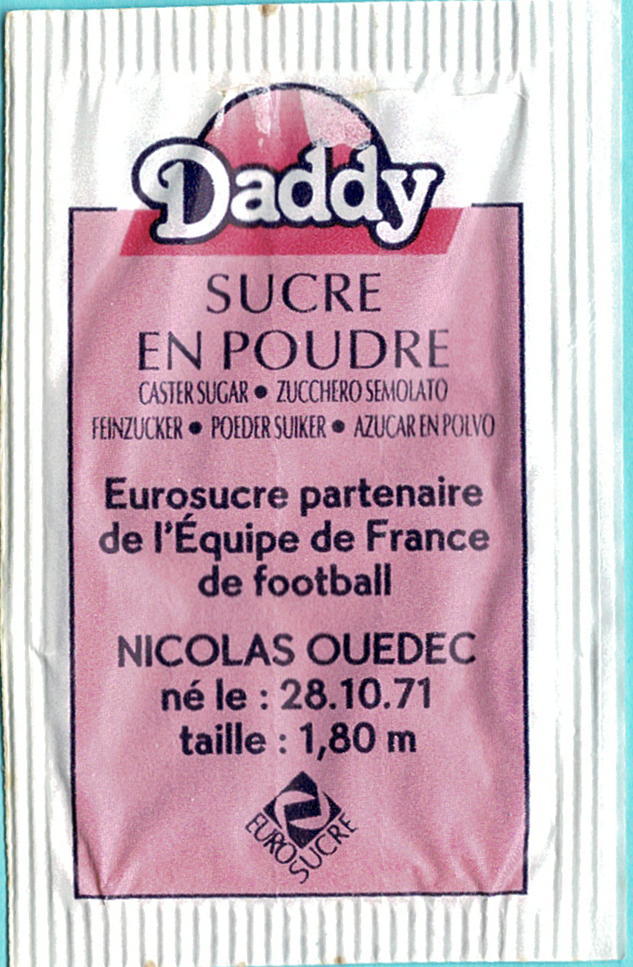 Daddy
SUCRE
EN POUDRE
CASTER SUGAR • ZUCCHERO SEMOLATO
FEINZUCKER • POEDER SUIKER • AZUCAR EN POLVO
Eurosucre partenaire
de l'Équipe de France
de football
NICOLAS OUEDEC
né le : 28.10.71
taille : 1,80 m
EUROSUCRE